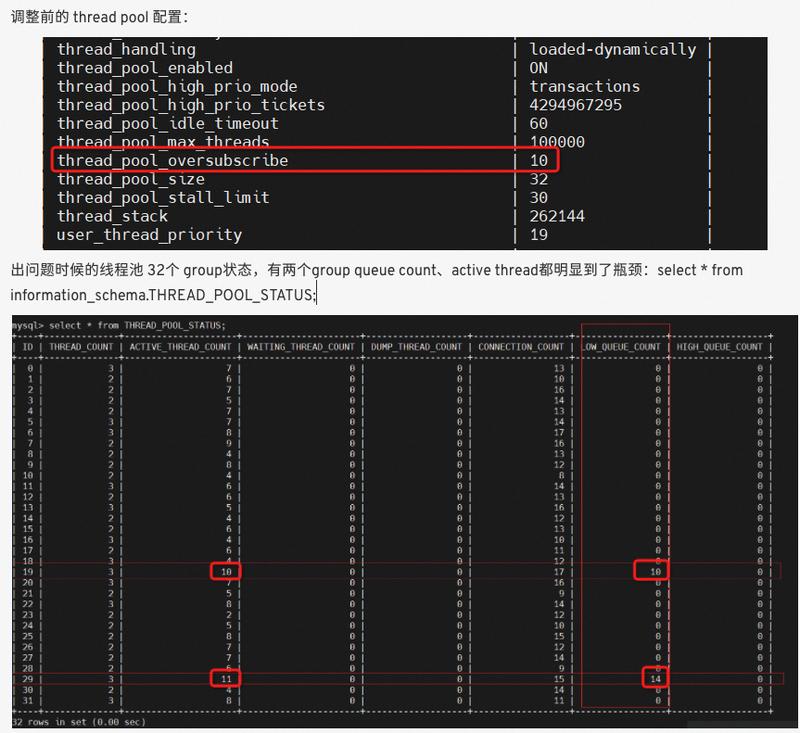 调整前的 thread pool 配置：
thread_handling | loaded-dynamically |
thread_pool_enabled | ON |
thread_pool_high_prio_mode | transactions |
thread_pool_high_prio_tickets | 4294967295 |
thread_pool_idle_timeout | 60 |
thread_pool_max_threads | 100000 |
thread_pool_oversubscribe | 10 |
thread_pool_size | 32 |
thread_pool_stall_limit | 30 |
thread_stack | 262144 |
user_thread_priority | 19 |
出问题时候的线程池 32个 group状态，有两个group queue count、active thread都明显到了瓶颈：select * from
information_schema.THREAD_POOL_STATUS;
mysql> select * from THREAD_POOL_STATUS;
| ID | THREAD_COUNT | ACTIVE_THREAD_COUNT | WAITING_THREAD_COUNT | DUMP_THREAD_COUNT | CONNECTION_COUNT | LOW_QUEUE_COUNT | HIGH_QUEUE_COUNT |
| 0 | 3 | 7 | 0 | 0 | 13 | 0 | 0 |
| 1 | 2 | 6 | 0 | 0 | 10 | 0 | 0 |
| 2 | 2 | 7 | 0 | 0 | 16 | 0 | 0 |
| 3 | 2 | 5 | 0 | 0 | 14 | 0 | 0 |
| 4 | 2 | 7 | 0 | 0 | 13 | 0 | 0 |
| 5 | 3 | 7 | 0 | 0 | 14 | 0 | 0 |
| 6 | 3 | 8 | 0 | 0 | 17 | 0 | 0 |
| 7 | 2 | 9 | 0 | 0 | 16 | 0 | 0 |
| 8 | 2 | 4 | 0 | 0 | 13 | 0 | 0 |
| 9 | 2 | 8 | 0 | 0 | 12 | 0 | 0 |
| 10 | 2 | 4 | 0 | 0 | 8 | 0 | 0 |
| 11 | 3 | 6 | 0 | 0 | 14 | 0 | 0 |
| 12 | 2 | 6 | 0 | 0 | 13 | 0 | 0 |
| 13 | 3 | 5 | 0 | 0 | 16 | 0 | 0 |
| 14 | 2 | 4 | 0 | 0 | 12 | 0 | 0 |
| 15 | 2 | 6 | 0 | 0 | 13 | 0 | 0 |
| 16 | 3 | 4 | 0 | 0 | 10 | 0 | 0 |
| 17 | 2 | 6 | 0 | 0 | 11 | 0 | 0 |
| 18 | 3 | 4 | 0 | 0 | 12 | 0 | 0 |
| 19 | 3 | 10 | 0 | 0 | 17 | 10 | 0 |
| 20 | 3 | 7 | 0 | 0 | 16 | 0 | 0 |
| 21 | 2 | 5 | 0 | 0 | 9 | 0 | 0 |
| 22 | 3 | 8 | 0 | 0 | 14 | 0 | 0 |
| 23 | 2 | 2 | 0 | 0 | 12 | 0 | 0 |
| 24 | 2 | 5 | 0 | 0 | 10 | 0 | 0 |
| 25 | 2 | 8 | 0 | 0 | 15 | 0 | 0 |
| 26 | 2 | 7 | 0 | 0 | 12 | 0 | 0 |
| 27 | 2 | 7 | 0 | 0 | 14 | 0 | 0 |
| 28 | 2 | 6 | 0 | 0 | 9 | 0 | 0 |
| 29 | 3 | 11 | 0 | 0 | 15 | 14 | 0 |
| 30 | 2 | 4 | 0 | 0 | 14 | 0 | 0 |
| 31 | 3 | 8 | 0 | 0 | 11 | 0 | 0 |
32 rows in set (0.00 sec)